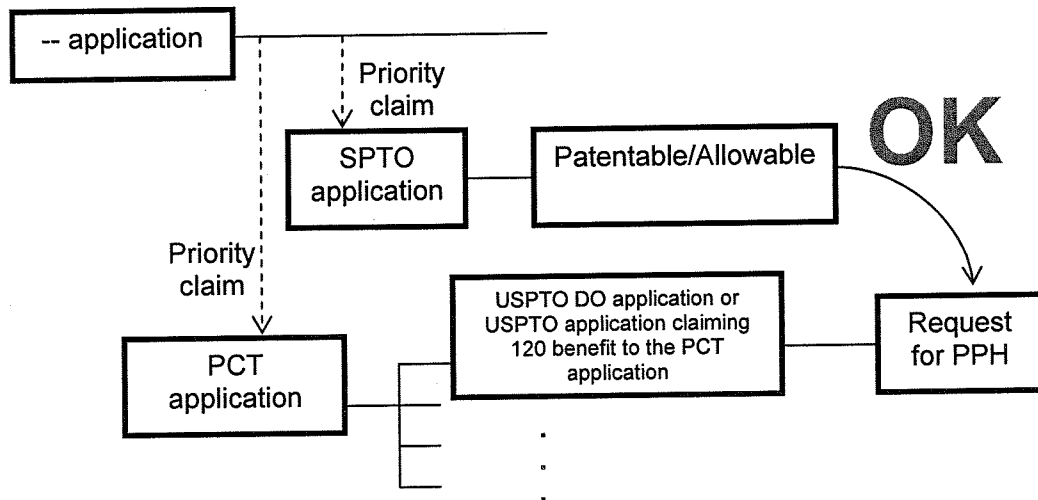 -- application
Priority
claim
OK
SPTO
application
Patentable/Allowable
Priority
claim
USPTO DO application or
USPTO application claiming
120 benefit to the PCT
application
Request
for PPH
PCT
application